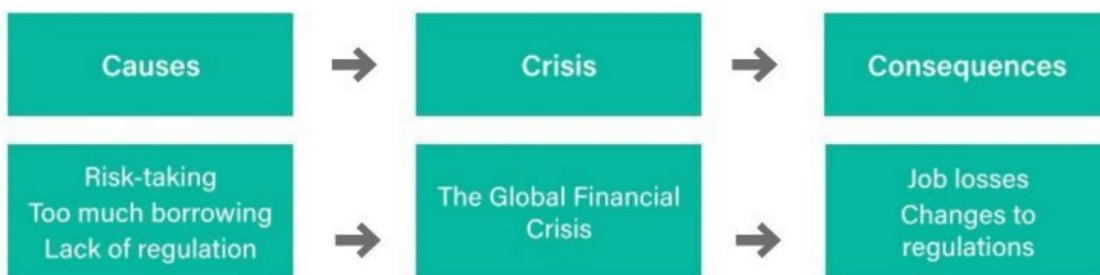 Causes
Crisis
Consequences
Risk-taking
Too much borrowing
Lack of regulation
The Global Financial
Crisis
Job losses
Changes to
regulations